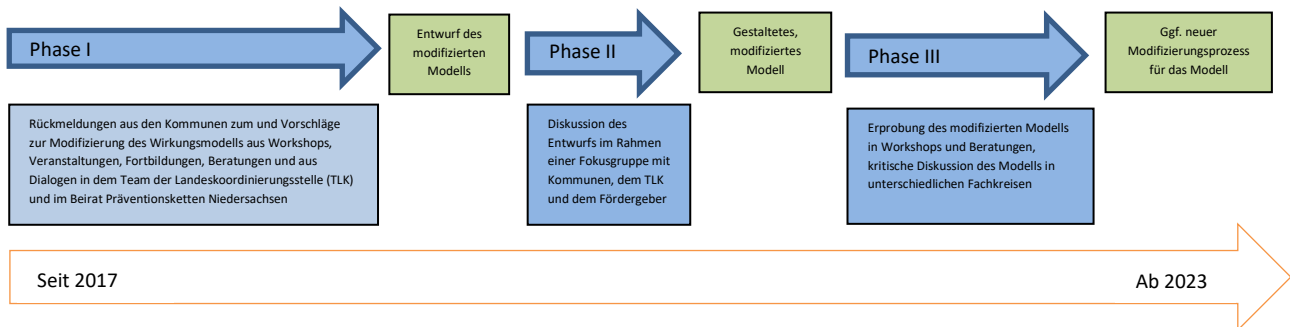 Phase I
Entwurf des
modifizierten
Modells
Phase II
Gestaltetes,
modifiziertes
Modell
Phase III
Ggf. neuer
Modifizierungsprozess
für das Modell
Rückmeldungen aus den Kommunen zum und Vorschläge
zur Modifizierung des Wirkungsmodells aus Workshops,
Veranstaltungen, Fortbildungen, Beratungen und aus
Dialogen in dem Team der Landeskoordinierungsstelle (TLK)
und im Beirat Präventionsketten Niedersachsen
Diskussion des
Entwurfs im Rahmen
einer Fokusgruppe mit
Kommunen, dem TLK
und dem Fördergeber
Erprobung des modifizierten Modells
in Workshops und Beratungen,
kritische Diskussion des Modells in
unterschiedlichen Fachkreisen
Seit 2017
Ab 2023